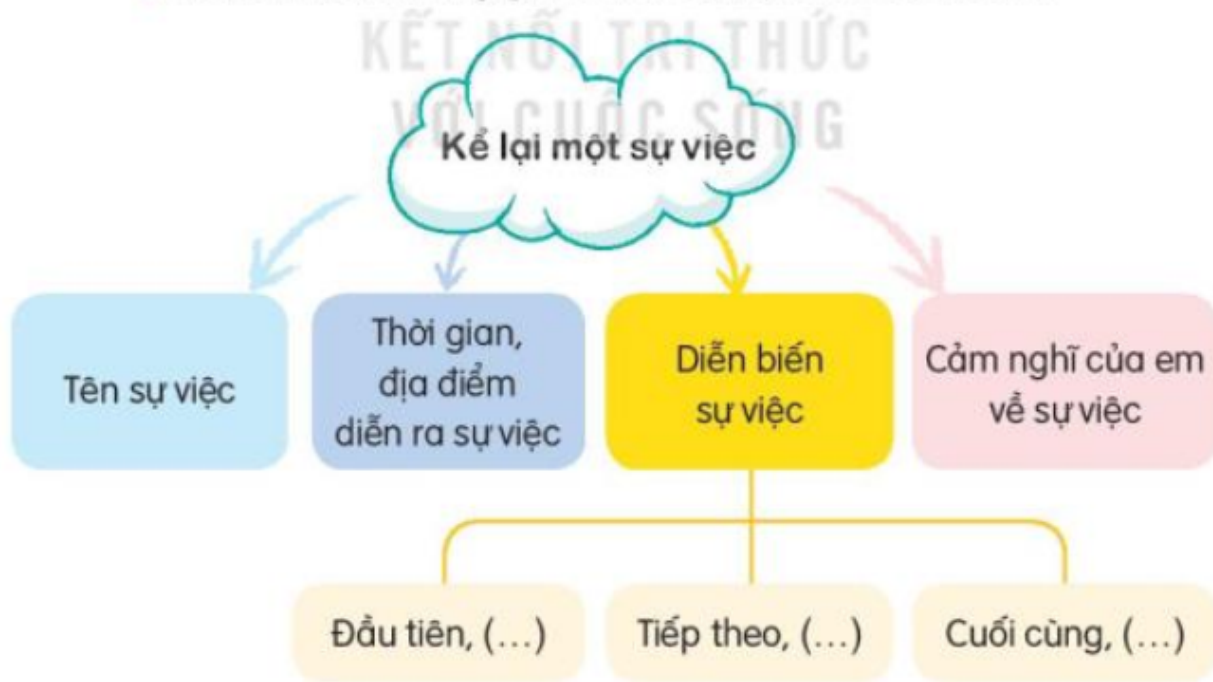 KẾT NỐI TRI THỨC
VỚI CUỘC SỐNG
Kể lại một sự việc
Tên sự việc
Thời gian,
địa điểm
diễn ra sự việc
Diễn biến
sự việc
Cảm nghĩ của em
về sự việc
Đầu tiên, (...)
Tiếp theo, (...)
Cuối cùng, (...)